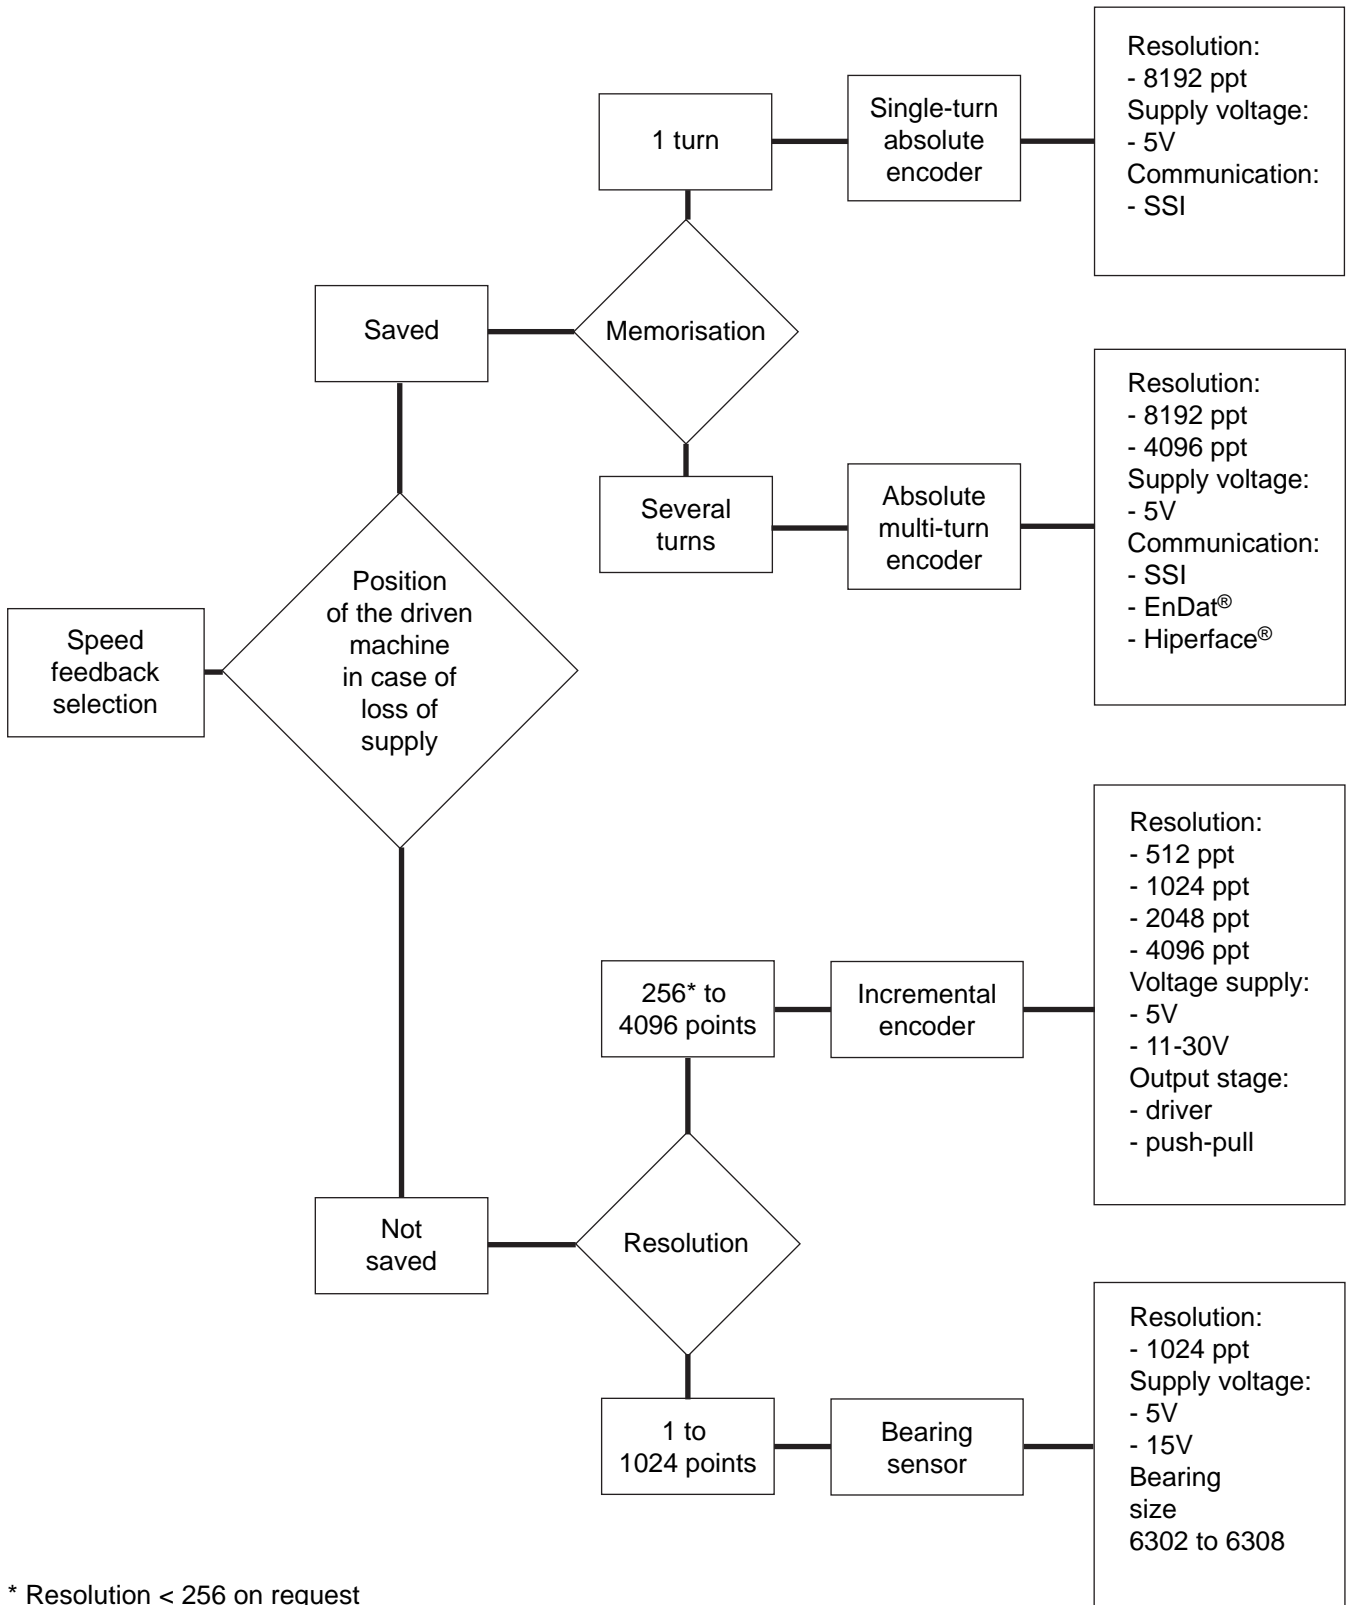 Speed
feedback
selection
Position
of the driven
machine
in case of
loss of
supply
Saved
Memorisation
1 turn
Single-turn
absolute
encoder
Resolution:
- 8192 ppt
Supply voltage:
- 5V
Communication:
- SSI
Several
turns
Absolute
multi-turn
encoder
Resolution:
- 8192 ppt
- 4096 ppt
Supply voltage:
- 5V
Communication:
- SSI
- EnDat®
- Hiperface®
Not
saved
Resolution
256* to
4096 points
Incremental
encoder
Resolution:
- 512 ppt
- 1024 ppt
- 2048 ppt
- 4096 ppt
Voltage supply:
- 5V
- 11-30V
Output stage:
- driver
- push-pull
1 to
1024 points
Bearing
sensor
Resolution:
- 1024 ppt
Supply voltage:
- 5V
- 15V
Bearing
size
6302 to 6308
* Resolution < 256 on request